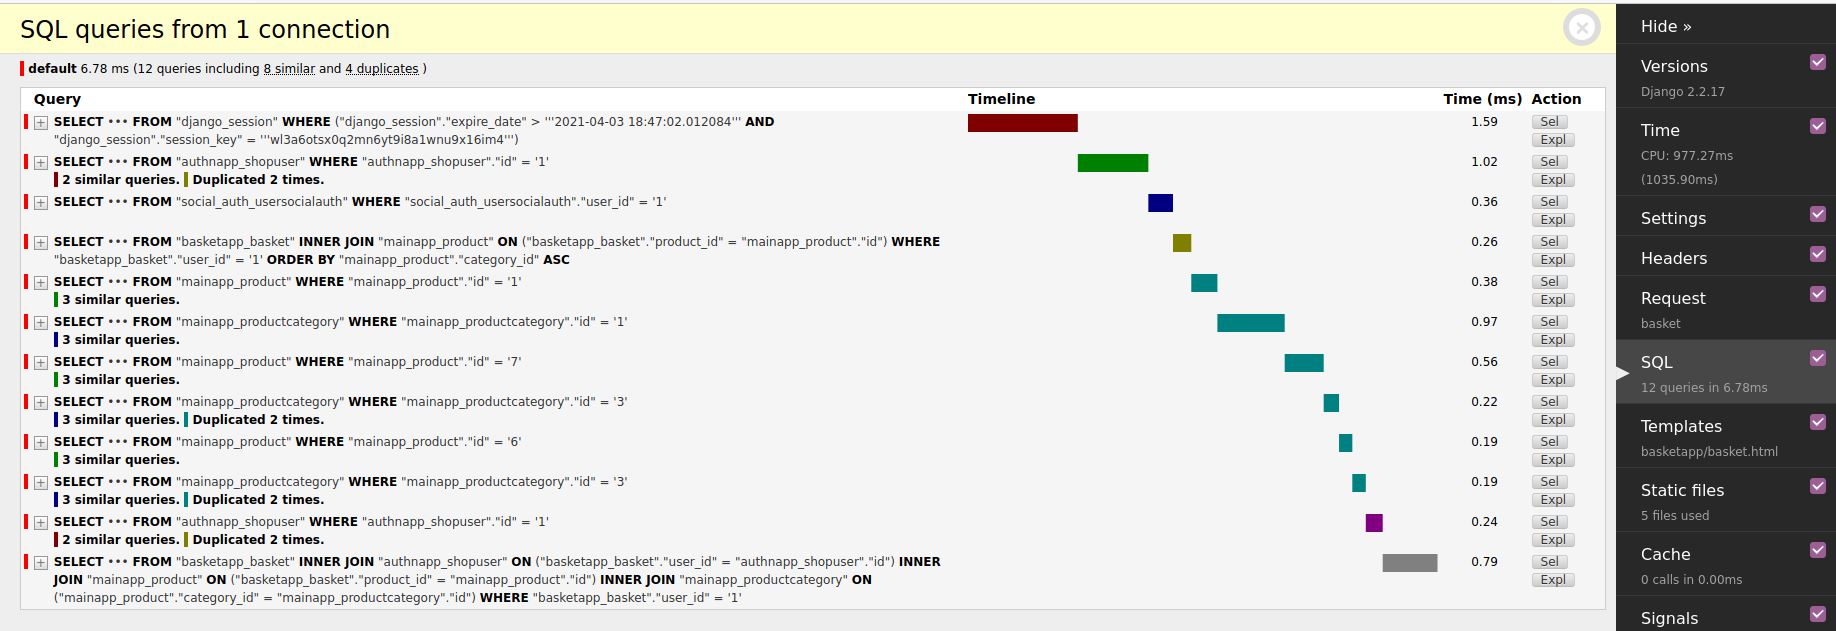 SQL queries from 1 connection
default 6.78 ms (12 queries including 8 similar and 4 duplicates )
Query Timeline Time (ms) Action
SELECT ••• FROM "django_session" WHERE ("django_session"."expire_date" > '''2021-04-03 18:47:02.012084''' AND 1.59 Sel
"django_session"."session_key" = '''wl3a6otsx0q2mn6yt9i8a1wnu9x16im4''') Expl
SELECT ••• FROM "authnapp_shopuser" WHERE "authnapp_shopuser"."id" = '1' 1.02 Sel
2 similar queries. Duplicated 2 times. Expl
SELECT ••• FROM "social_auth_usersocialauth" WHERE "social_auth_usersocialauth"."user_id" = '1' 0.36 Sel
Expl
SELECT ••• FROM "basketapp_basket" INNER JOIN "mainapp_product" ON ("basketapp_basket"."product_id" = "mainapp_product"."id") WHERE 0.26 Sel
"basketapp_basket"."user_id" = '1' ORDER BY "mainapp_product"."category_id" ASC Expl
SELECT ••• FROM "mainapp_product" WHERE "mainapp_product"."id" = '1' 0.38 Sel
3 similar queries. Expl
SELECT ••• FROM "mainapp_productcategory" WHERE "mainapp_productcategory"."id" = '1' 0.97 Sel
3 similar queries. Expl
SELECT ••• FROM "mainapp_product" WHERE "mainapp_product"."id" = '7' 0.56 Sel
3 similar queries. Expl
SELECT ••• FROM "mainapp_productcategory" WHERE "mainapp_productcategory"."id" = '3' 0.22 Sel
3 similar queries. Duplicated 2 times. Expl
SELECT ••• FROM "mainapp_product" WHERE "mainapp_product"."id" = '6' 0.19 Sel
3 similar queries. Expl
SELECT ••• FROM "mainapp_productcategory" WHERE "mainapp_productcategory"."id" = '3' 0.19 Sel
3 similar queries. Duplicated 2 times. Expl
SELECT ••• FROM "authnapp_shopuser" WHERE "authnapp_shopuser"."id" = '1' 0.24 Sel
2 similar queries. Duplicated 2 times. Expl
SELECT ••• FROM "basketapp_basket" INNER JOIN "authnapp_shopuser" ON ("basketapp_basket"."user_id" = "authnapp_shopuser"."id") INNER 0.79 Sel
JOIN "mainapp_product" ON ("basketapp_basket"."product_id" = "mainapp_product"."id") INNER JOIN "mainapp_productcategory" ON Expl
("mainapp_product"."category_id" = "mainapp_productcategory"."id") WHERE "basketapp_basket"."user_id" = '1'
Hide »
Versions
Django 2.2.17
Time
CPU: 977.27ms
(1035.90ms)
Settings
Headers
Request
basket
SQL
12 queries in 6.78ms
Templates
basketapp/basket.html
Static files
5 files used
Cache
0 calls in 0.00ms
Signals